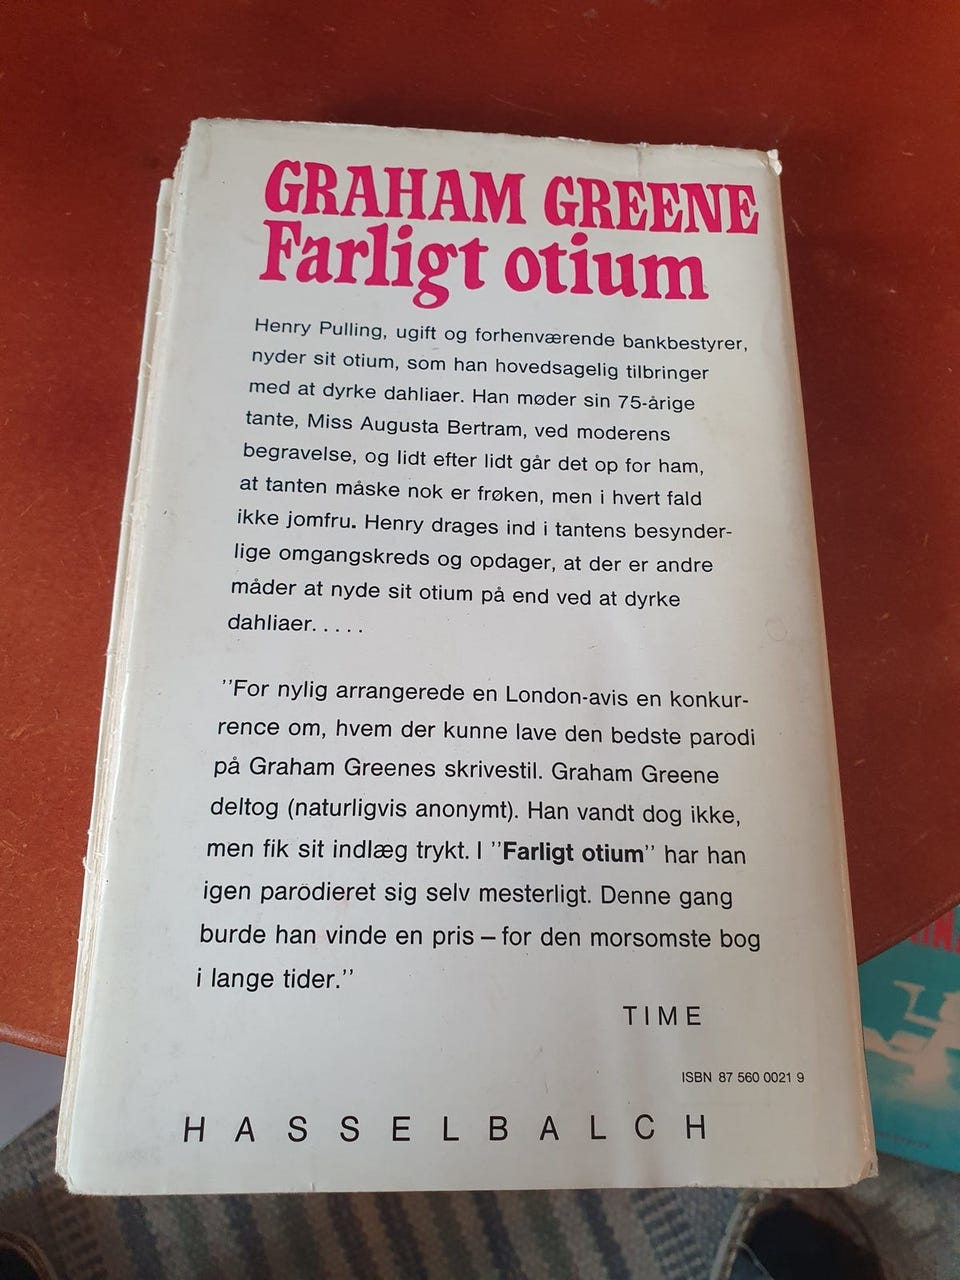 GRAHAM GREENE
Farligt otium
Henry Pulling, ugift og forhenværende bankbestyrer,
nyder sit otium, som han hovedsagelig tilbringer
med at dyrke dahliaer. Han møder sin 75-årige
tante, Miss Augusta Bertram, ved moderens
begravelse, og lidt efter lidt går det op for ham,
at tanten måske nok er frøken, men i hvert fald
ikke jomfru. Henry drages ind i tantens besynder-
lige omgangskreds og opdager, at der er andre
måder at nyde sit otium på end ved at dyrke
dahliaer.....
''For nylig arrangerede en London-avis en konkur-
rence om, hvem der kunne lave den bedste parodi
på Graham Greenes skrivestil. Graham Greene
deltog (naturligvis anonymt). Han vandt dog ikke,
men fik sit indlæg trykt. I ''Farligt otium'' har han
igen parodieret sig selv mesterligt. Denne gang
burde han vinde en pris – for den morsomste bog
i lange tider.''
TIME
ISBN 87 560 0021 9
HASSELBALCH